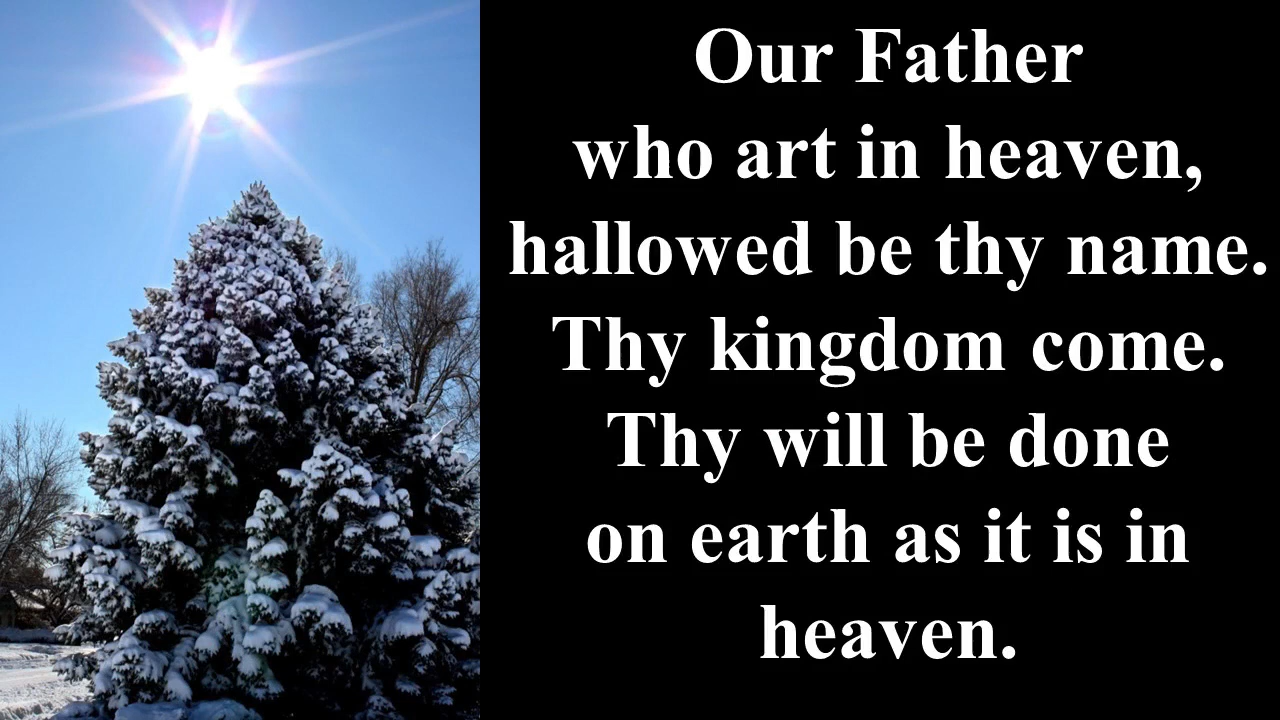 Our Father
who art in heaven,
hallowed be thy name.
Thy kingdom come.
Thy will be done
on earth as it is in
heaven.